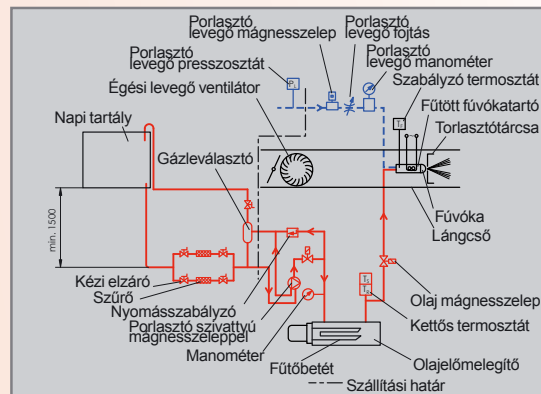 Porlasztó
levegő mágnesszelep
Porlasztó
levegő fojtás
Porlasztó
levegő presszosztát
Porlasztó
levegő manométer
Szabályzó termosztát
Égési levegő ventilátor
Fűtött fúvókatartó
Napi tartály
Torlasztótárcsa
Gázleválasztó
Fúvóka
Lángcső
min. 1500
Kézi elzáró
Szűrő
Nyomásszabályzó
Porlasztó szivattyú
mágnesszeleppel
Manométer
Olaj mágnesszelep
Kettős termosztát
Fűtőbetét
Olajelőmelegítő
Szállítási határ